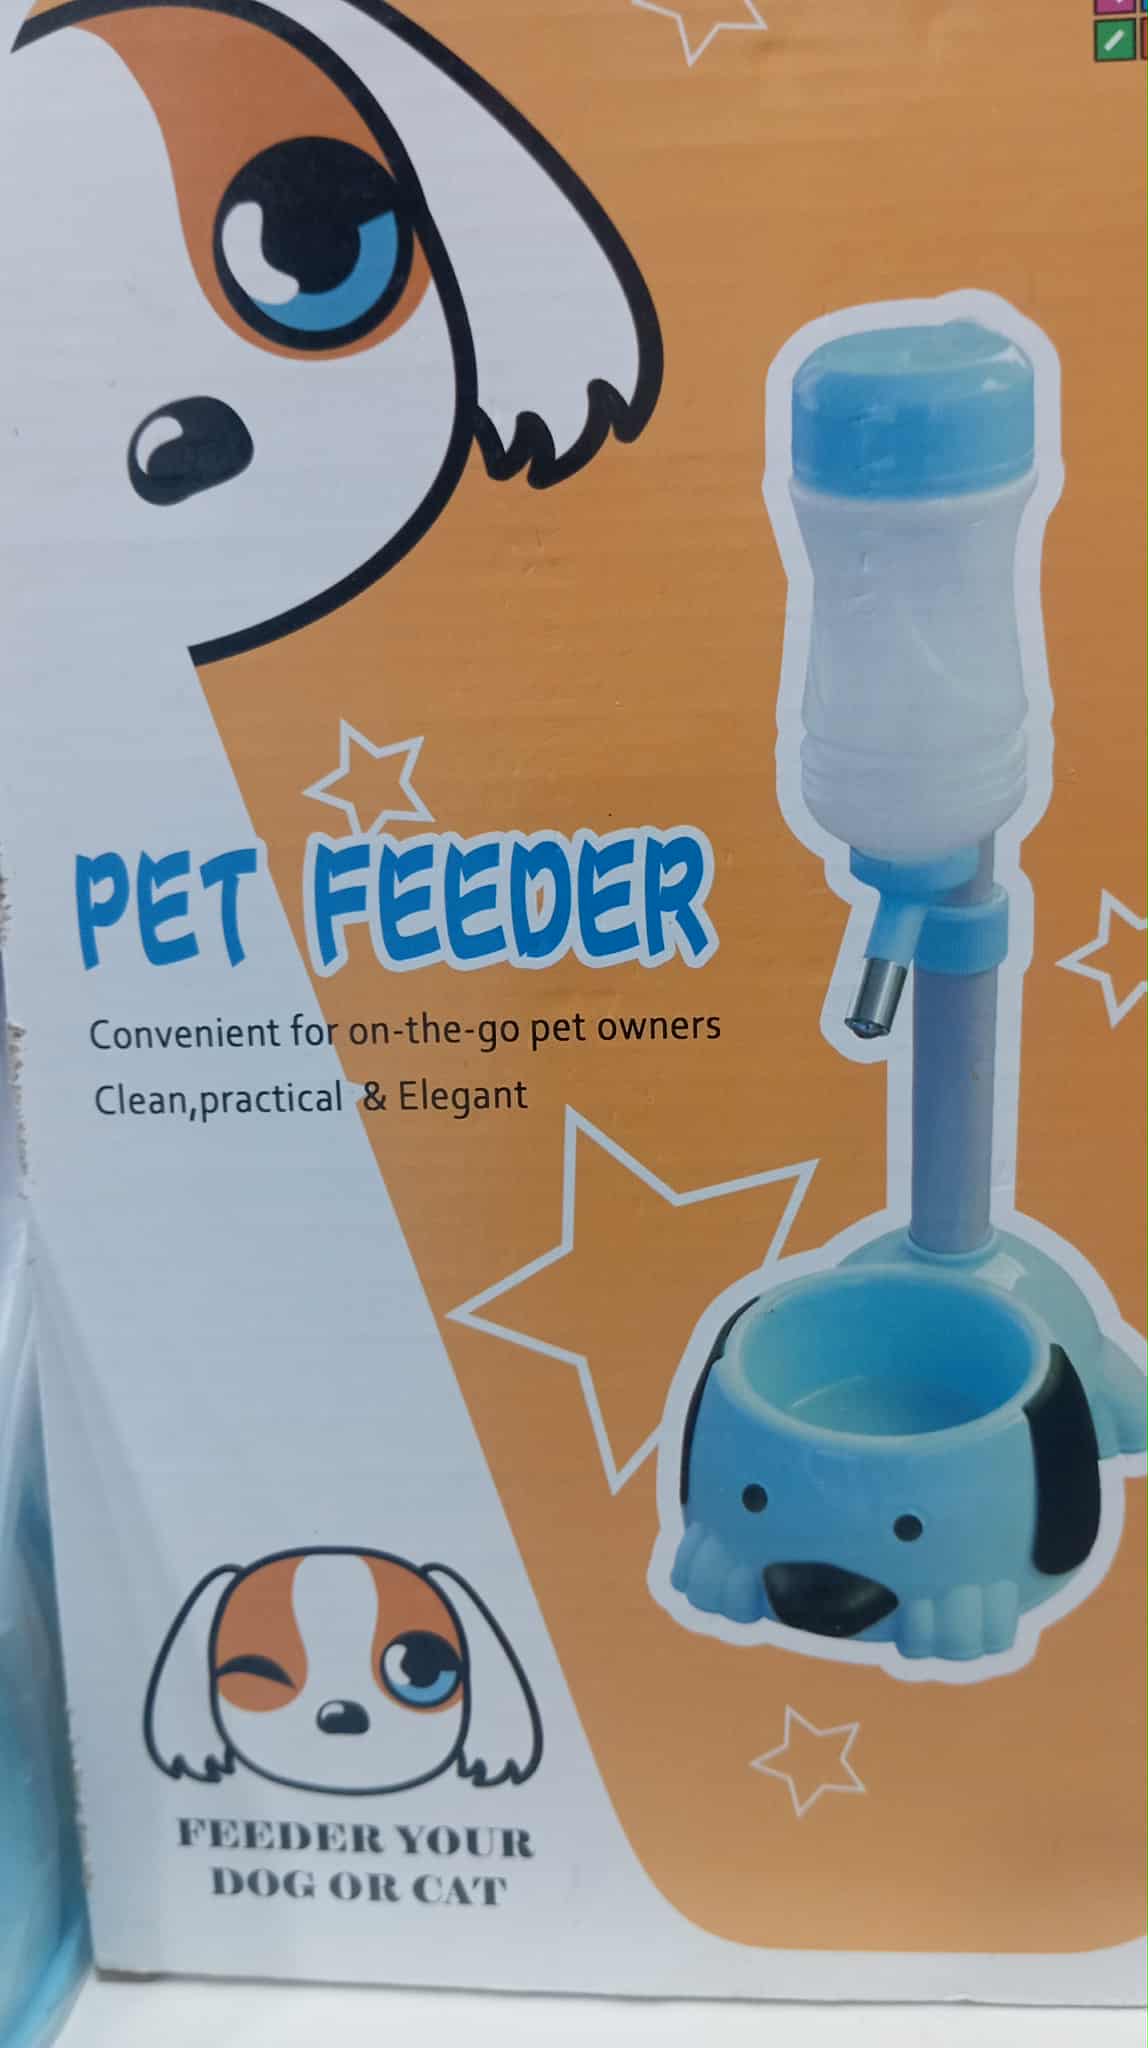 PET FEEDER
Convenient for on-the-go pet owners
Clean,practical & Elegant
FEEDER YOUR
DOG OR CAT